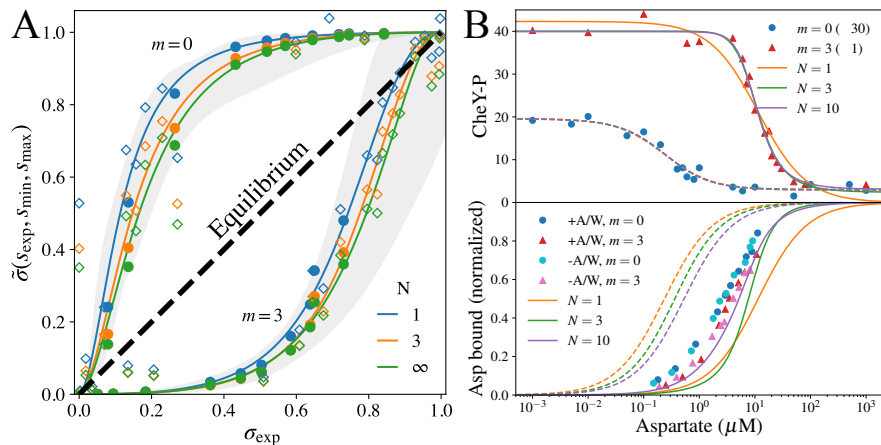 A
1.0
0.8
0.6
0.4
0.2
0.0
σ̃(s_exp, s_min, s_max)
m = 0
Equilibrium
m = 3
N
1
3
∞
0.0 0.2 0.4 0.6 0.8 1.0
σ_exp
B
40
30
20
10
0
CheY-P
m = 0 ( 30)
m = 3 ( 1)
N = 1
N = 3
N = 10
0.8
0.6
0.4
0.2
0.0
Asp bound (normalized)
+A/W, m = 0
+A/W, m = 3
-A/W, m = 0
-A/W, m = 3
N = 1
N = 3
N = 10
10⁻³ 10⁻² 10⁻¹ 10⁰ 10¹ 10² 10³
Aspartate (μM)